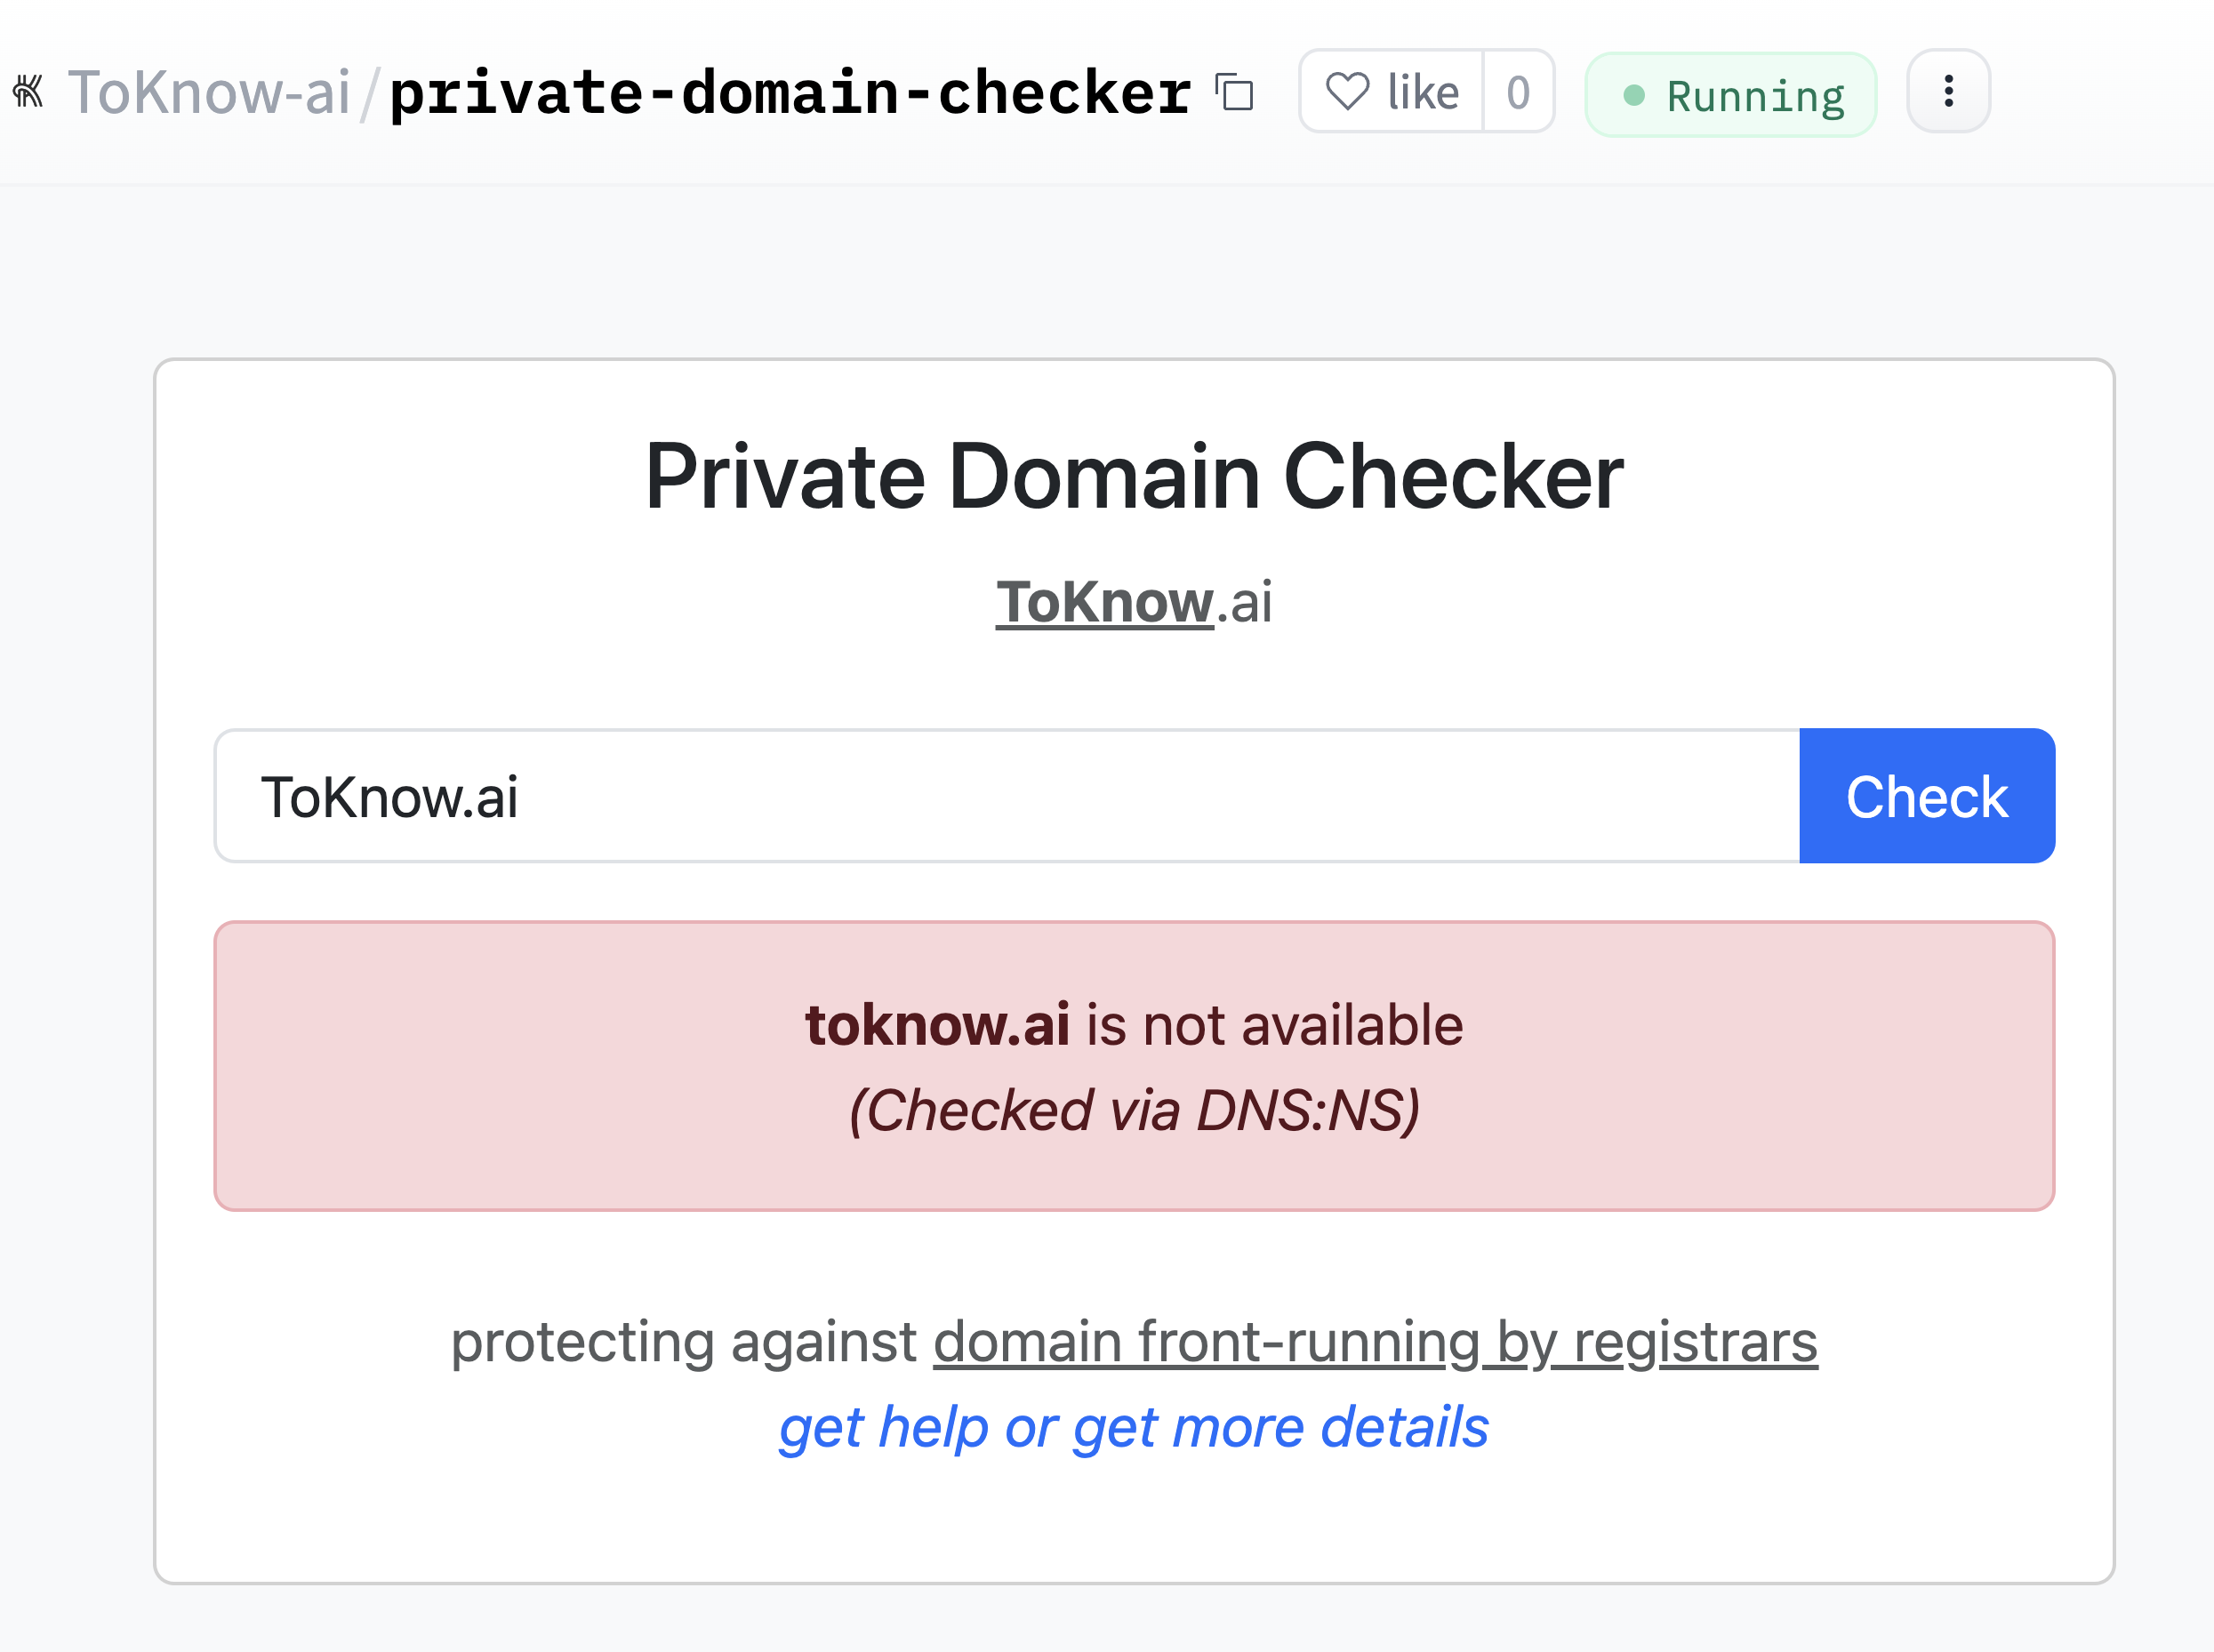 ToKnow-ai/private-domain-checker like 0 Running
Private Domain Checker
ToKnow.ai
ToKnow.ai Check
toknow.ai is not available
(Checked via DNS:NS)
protecting against domain front-running by registrars
get help or get more details